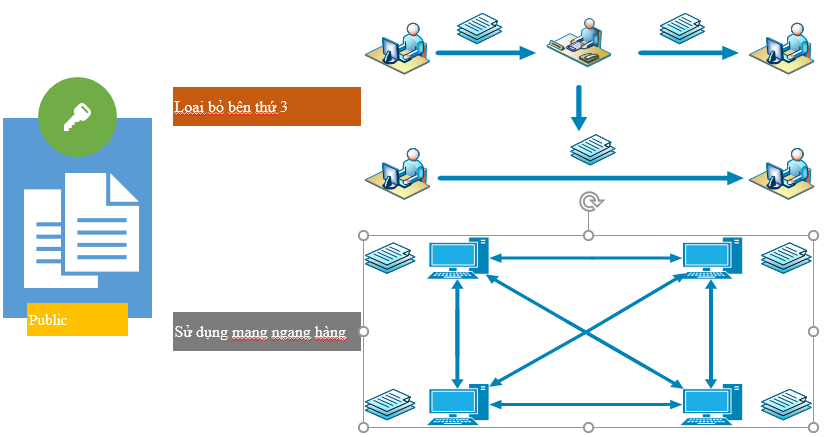 Loại bỏ bên thứ 3
Public
Sử dụng mạng ngang hàng